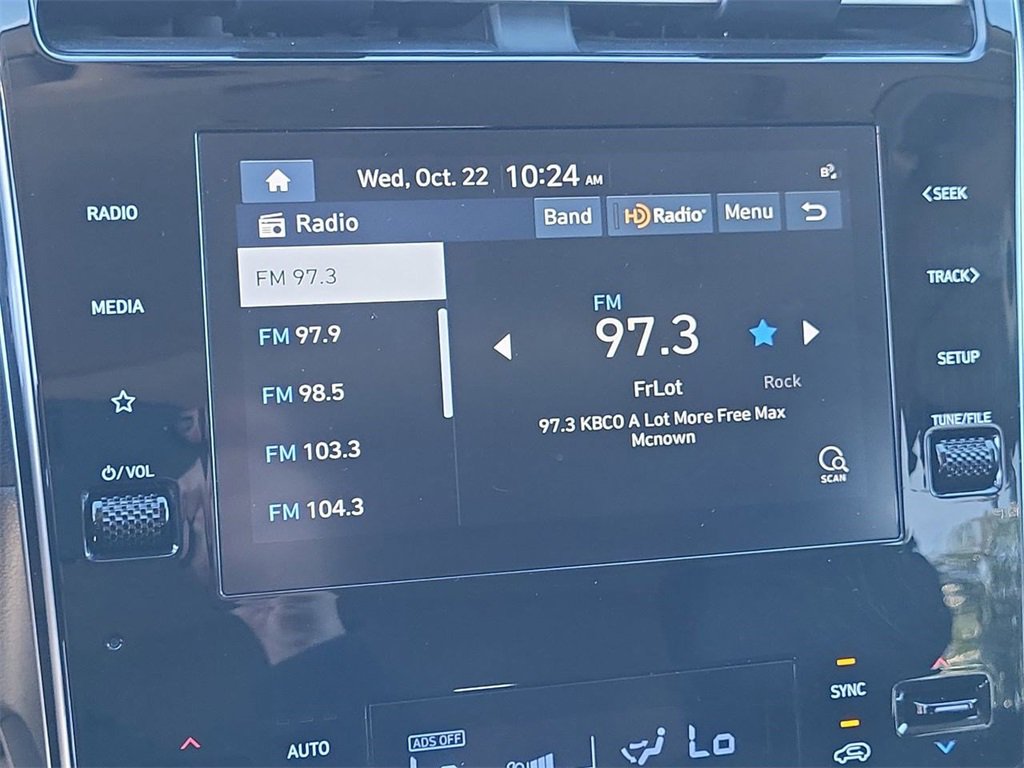 Wed, Oct. 22 10:24 AM
B
RADIO
Radio
Band
HD Radio
Menu
<SEEK
FM 97.3
MEDIA
FM 97.9
FM 98.5
FM 103.3
FM 104.3
FM
97.3
FrLot
Rock
97.3 KBCO A Lot More Free Max
Mcnown
SCAN
TRACK>
SETUP
TUNE/FILE
/VOL
AUTO
ADS OFF
Lo
SYNC